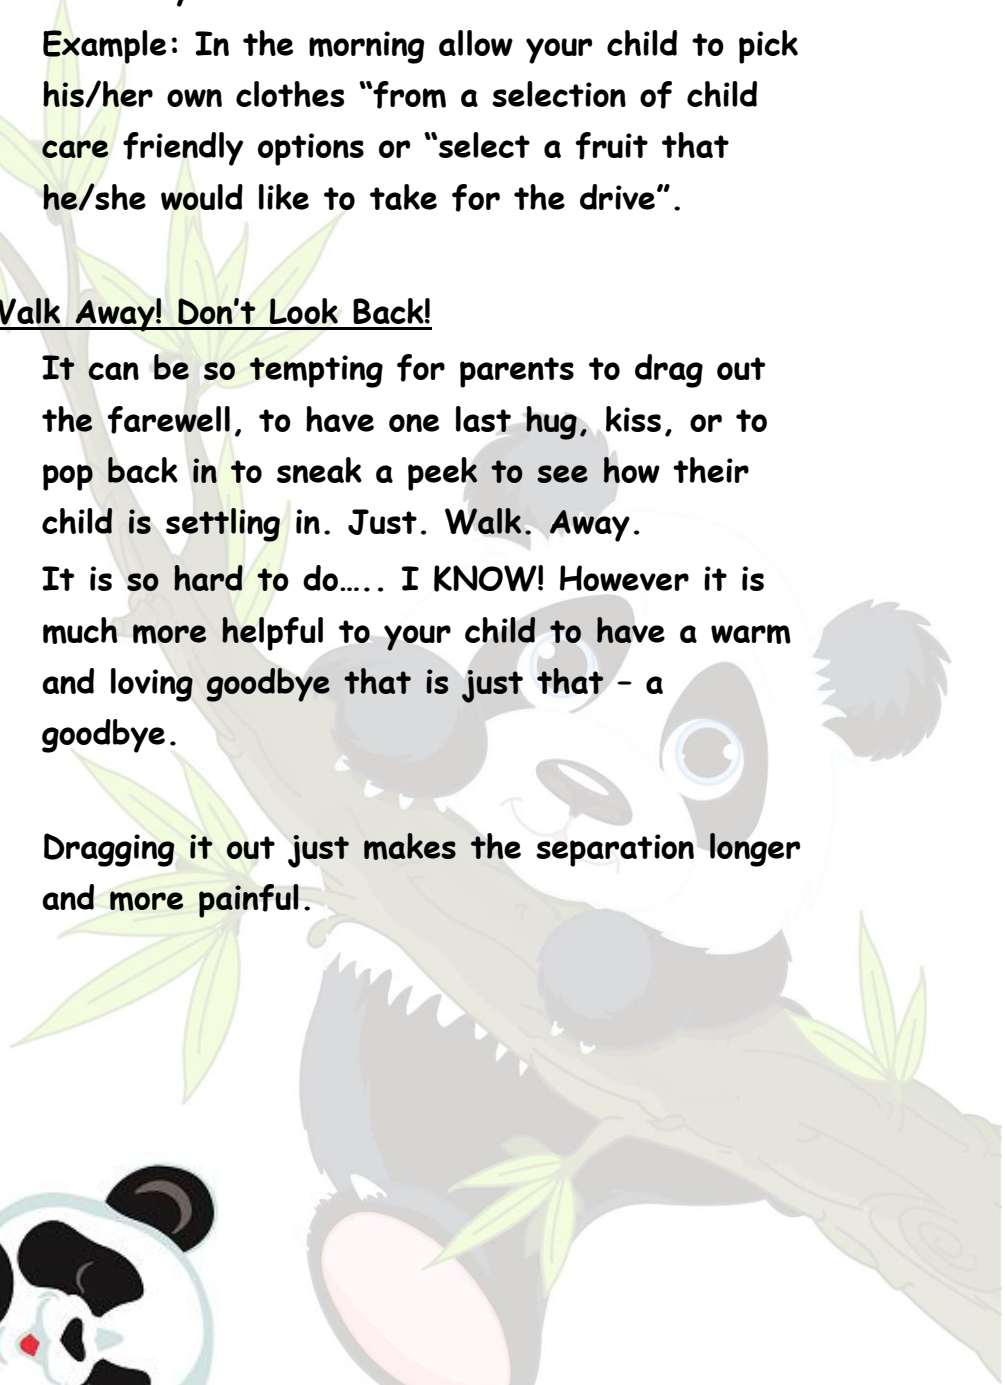 Example: In the morning allow your child to pick
his/her own clothes “from a selection of child
care friendly options or “select a fruit that
he/she would like to take for the drive”.
Walk Away! Don’t Look Back!
It can be so tempting for parents to drag out
the farewell, to have one last hug, kiss, or to
pop back in to sneak a peek to see how their
child is settling in. Just. Walk. Away.
It is so hard to do….. I KNOW! However it is
much more helpful to your child to have a warm
and loving goodbye that is just that – a
goodbye.
Dragging it out just makes the separation longer
and more painful.